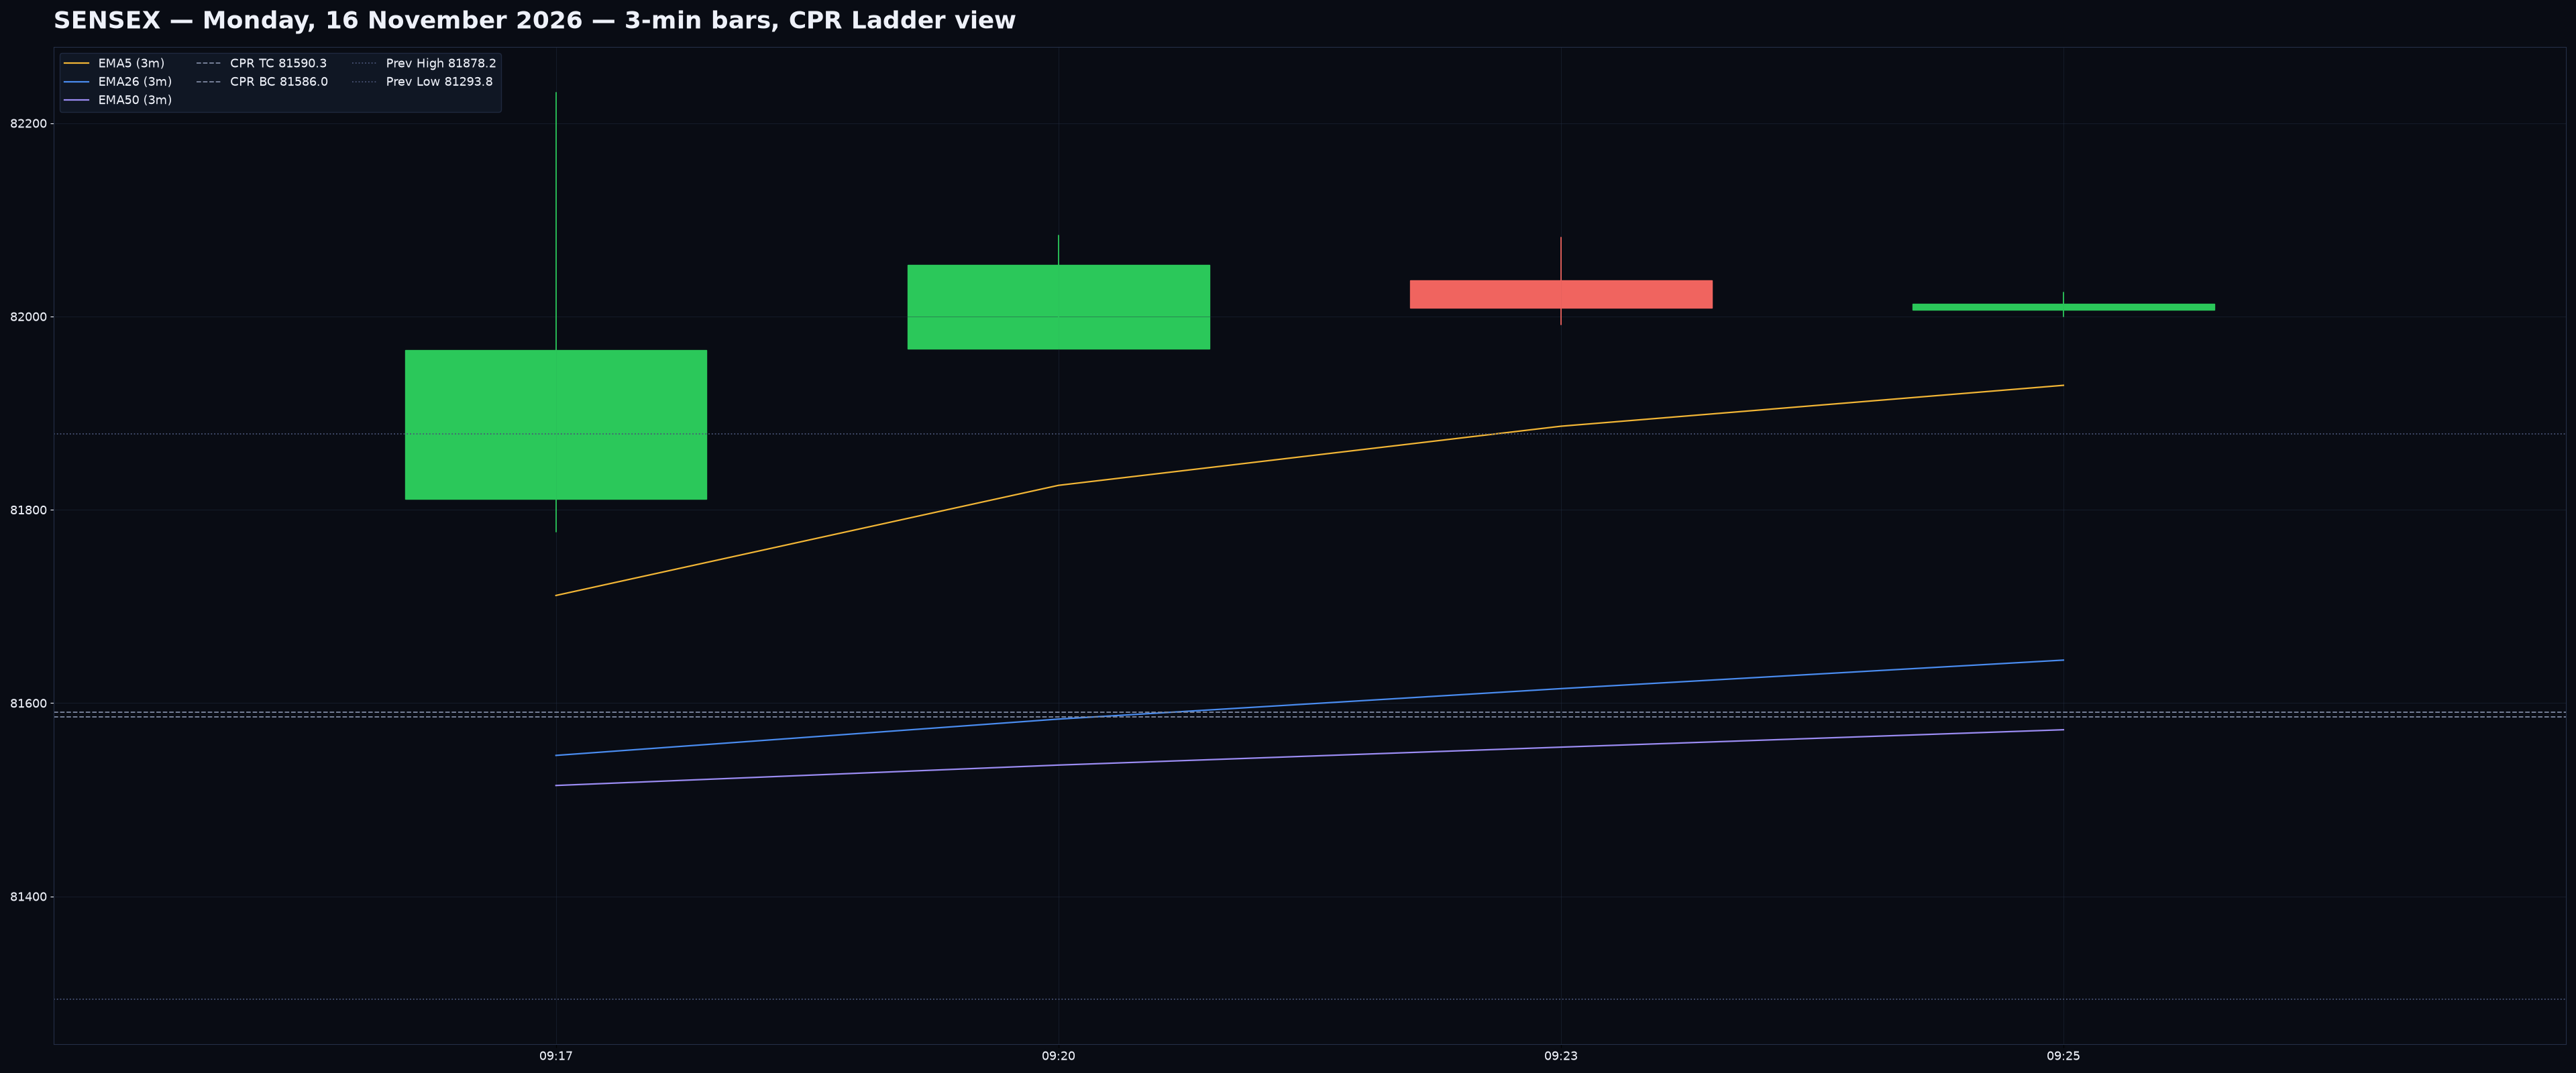 SENSEX — Monday, 16 November 2026 — 3-min bars, CPR Ladder view
EMA5 (3m)
EMA26 (3m)
EMA50 (3m)
CPR TC 81590.3
CPR BC 81586.0
Prev High 81878.2
Prev Low 81293.8
82200
82000
81800
81600
81400
09:17
09:20
09:23
09:25